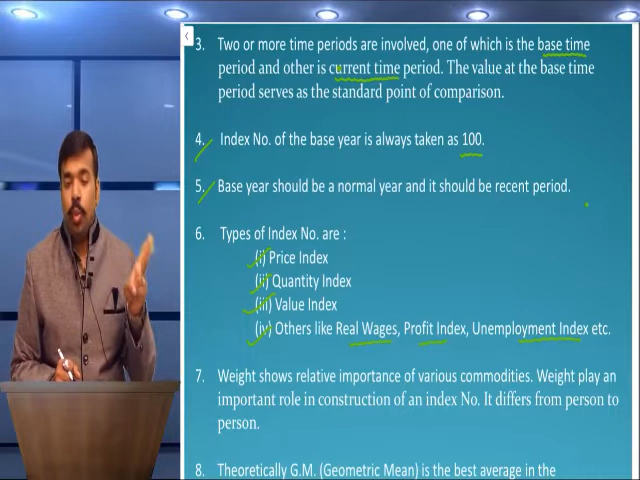 3. Two or more time periods are involved, one of which is the base time
period and other is current time period. The value at the base time
period serves as the standard point of comparison.
4. Index No. of the base year is always taken as 100.
5. Base year should be a normal year and it should be recent period.
6. Types of Index No. are :
(i) Price Index
(ii) Quantity Index
(iii) Value Index
(iv) Others like Real Wages, Profit Index, Unemployment Index etc.
7. Weight shows relative importance of various commodities. Weight play an
important role in construction of an index No. It differs from person to
person.
8. Theoretically G.M. (Geometric Mean) is the best average in the